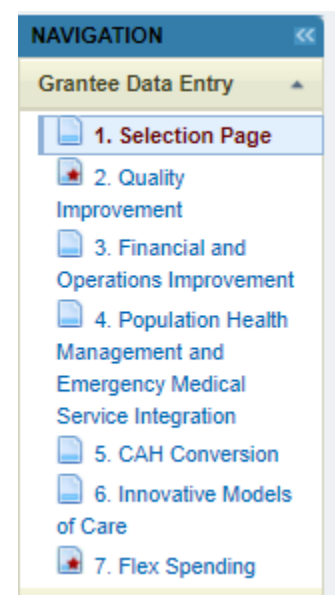 NAVIGATION <<
Grantee Data Entry
1. Selection Page
2. Quality
Improvement
3. Financial and
Operations Improvement
4. Population Health
Management and
Emergency Medical
Service Integration
5. CAH Conversion
6. Innovative Models
of Care
7. Flex Spending